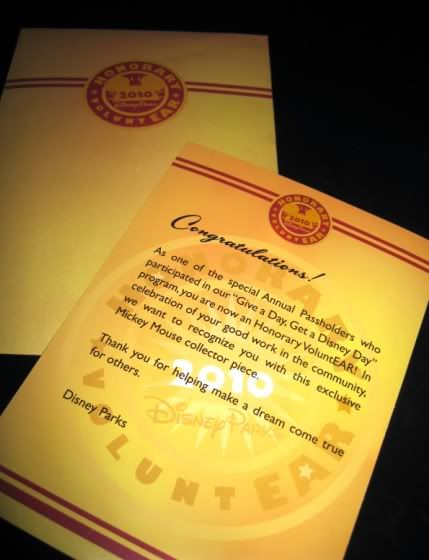 HONORARY
2010
Disney Parks
VOLUNTEAR
HONORARY
2010
VOLUNTEAR
Congratulations!
As one of the special Annual Passholders who
participated in our "Give a Day, Get a Disney Day"
program, you are now an Honorary VoluntEAR! In
celebration of your good work in the community,
we want to recognize you with this exclusive
Mickey Mouse collector piece.
Thank you for helping make a dream come true
for others.
Disney Parks
HONORARY
2010
DISNEY PARKS
VOLUNTEAR